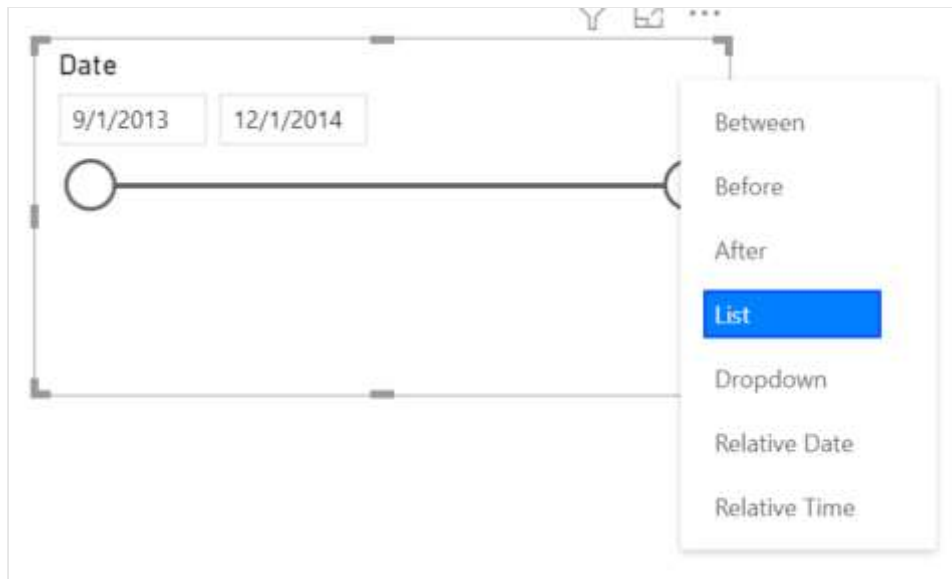 Date
9/1/2013 12/1/2014
Between
Before
After
List
Dropdown
Relative Date
Relative Time